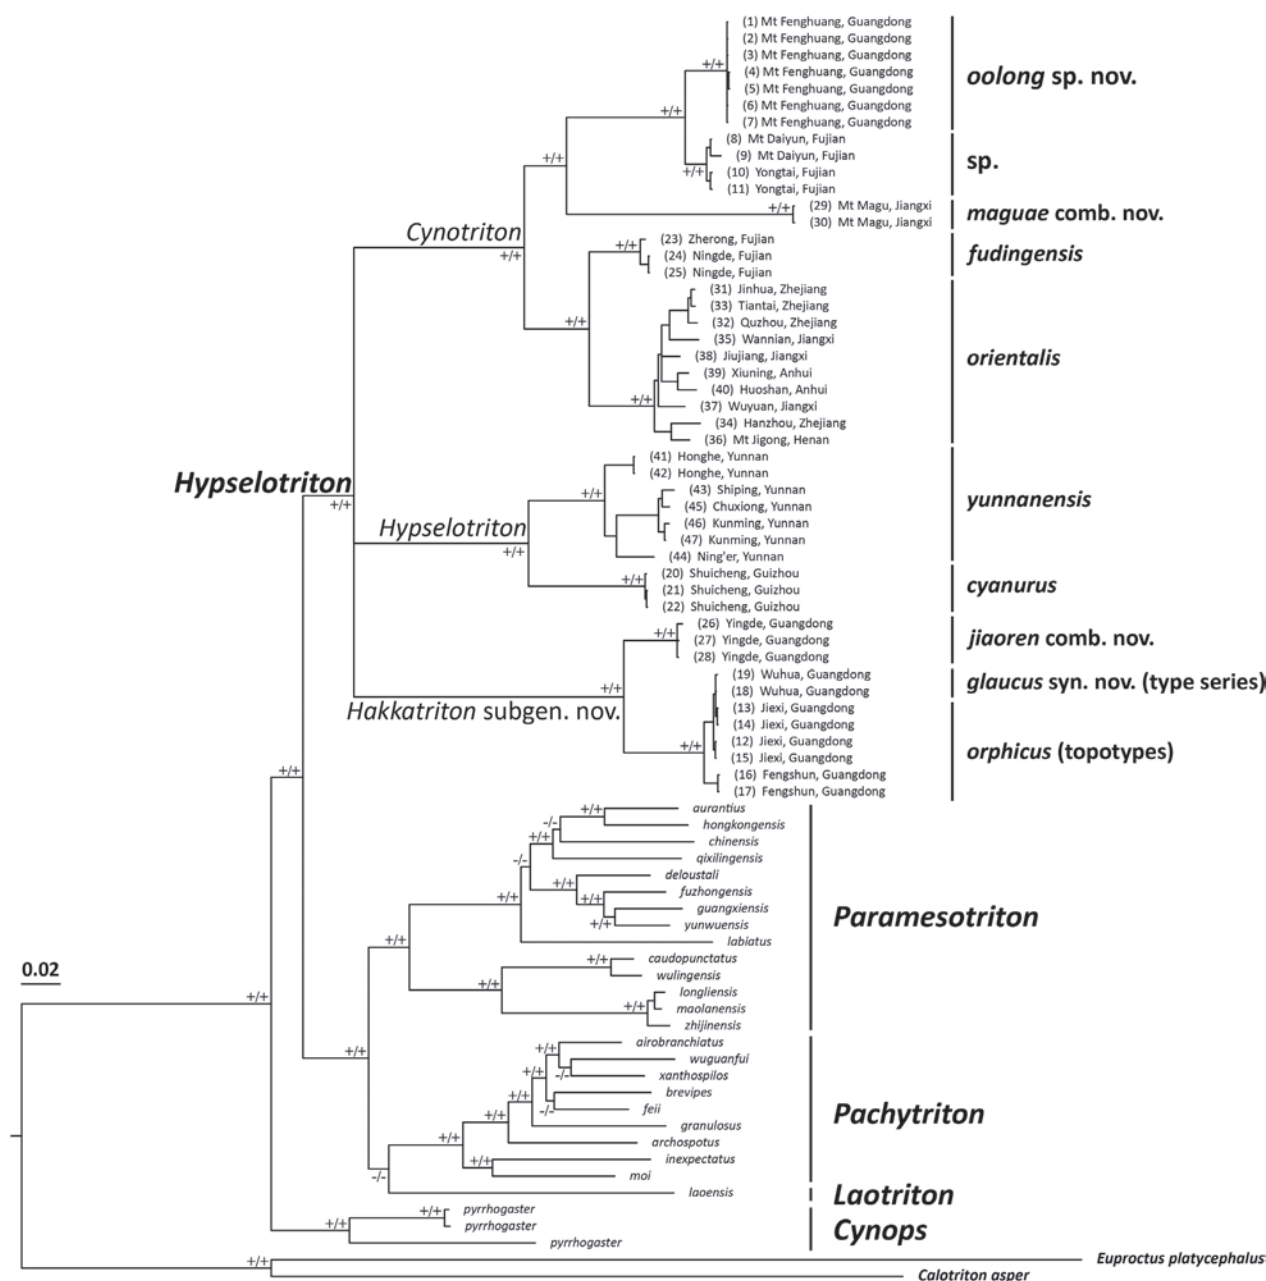 (1) Mt Fenghuang, Guangdong
(2) Mt Fenghuang, Guangdong
(3) Mt Fenghuang, Guangdong
(4) Mt Fenghuang, Guangdong
(5) Mt Fenghuang, Guangdong
(6) Mt Fenghuang, Guangdong
(7) Mt Fenghuang, Guangdong
oolong sp. nov.
+/+
+/+
(8) Mt Daiyun, Fujian
(9) Mt Daiyun, Fujian
(10) Yongtai, Fujian
(11) Yongtai, Fujian
sp.
+/+
+/+
(29) Mt Magu, Jiangxi
(30) Mt Magu, Jiangxi
maguae comb. nov.
+/+
Cynotriton
+/+
(23) Zherong, Fujian
(24) Ningde, Fujian
(25) Ningde, Fujian
fudingensis
+/+
+/+
(31) Jinhua, Zhejiang
(33) Tiantai, Zhejiang
(32) Quzhou, Zhejiang
(35) Wannian, Jiangxi
(38) Jiujiang, Jiangxi
(39) Xiuning, Anhui
(40) Huoshan, Anhui
(37) Wuyuan, Jiangxi
(34) Hanzhou, Zhejiang
(36) Mt Jigong, Henan
orientalis
+/+
Hypselotriton
+/+
(41) Honghe, Yunnan
(42) Honghe, Yunnan
(43) Shiping, Yunnan
(45) Chuxiong, Yunnan
(46) Kunming, Yunnan
(47) Kunming, Yunnan
(44) Ning'er, Yunnan
yunnanensis
+/+
Hypselotriton
+/+
(20) Shuicheng, Guizhou
(21) Shuicheng, Guizhou
(22) Shuicheng, Guizhou
cyanurus
+/+
(26) Yingde, Guangdong
(27) Yingde, Guangdong
(28) Yingde, Guangdong
jiaoren comb. nov.
+/+
(19) Wuhua, Guangdong
(18) Wuhua, Guangdong
glaucus syn. nov. (type series)
+/+
Hakkatriton subgen. nov.
(13) Jiexi, Guangdong
(14) Jiexi, Guangdong
(12) Jiexi, Guangdong
(15) Jiexi, Guangdong
(16) Fengshun, Guangdong
(17) Fengshun, Guangdong
orphicus (topotypes)
+/+
+/+
aurantius
hongkongensis
chinensis
qixilingensis
deloustali
fuzhongensis
guangxiensis
yunwuensis
labiatus
caudopunctatus
wulingensis
longliensis
maolanensis
zhijinensis
Paramesotriton
+/+
-/-
+/+
-/-
+/+
+/+
+/+
+/+
+/+
+/+
+/+
+/+
0.02
+/+
+/+
airobranchiatus
wuguanfui
xanthospilos
brevipes
feii
granulosus
archospotus
inexpectatus
moi
Pachytriton
+/+
-/-
+/+
-/-
+/+
+/+
+/+
+/+
-/-
laoensis
Laotriton
pyrrhogaster
pyrrhogaster
pyrrhogaster
Cynops
+/+
+/+
Euproctus platycephalus
Calotriton asper
+/+